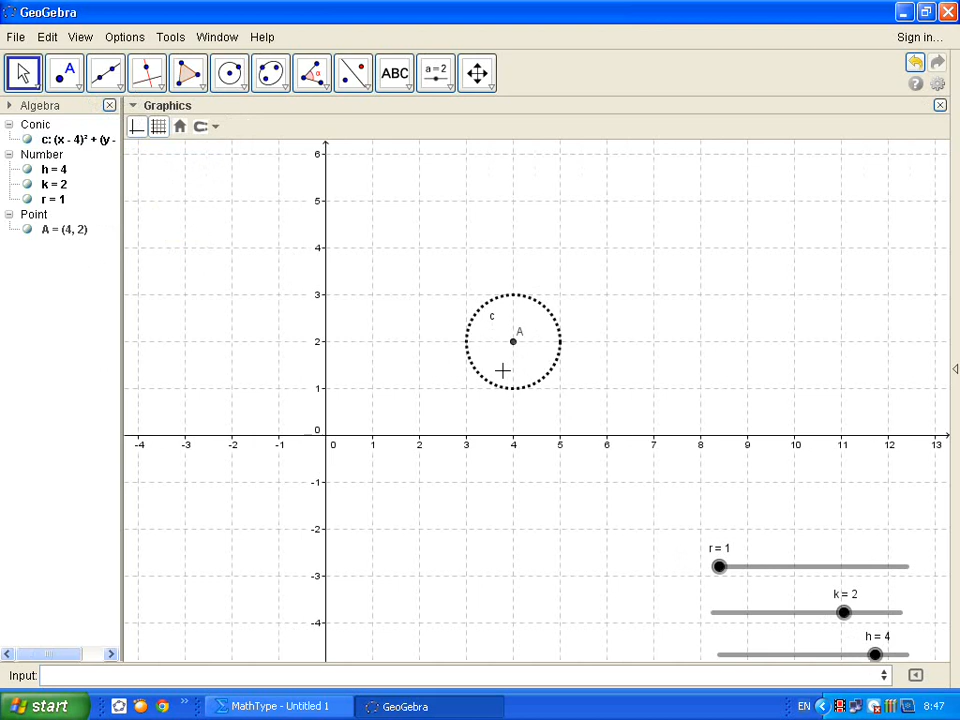 GeoGebra
File Edit View Options Tools Window Help Sign in...
A α ABC a=2
Algebra
Graphics
Conic
c: (x - 4)² + (y -
Number
h = 4
k = 2
r = 1
Point
A = (4, 2)
6
5
4
3
c
A
2
1
0
-4 -3 -2 -1 0 1 2 3 4 5 6 7 8 9 10 11 12 13
-1
-2
r = 1
-3
k = 2
-4
h = 4
Input:
start MathType - Untitled 1 GeoGebra EN 8:47